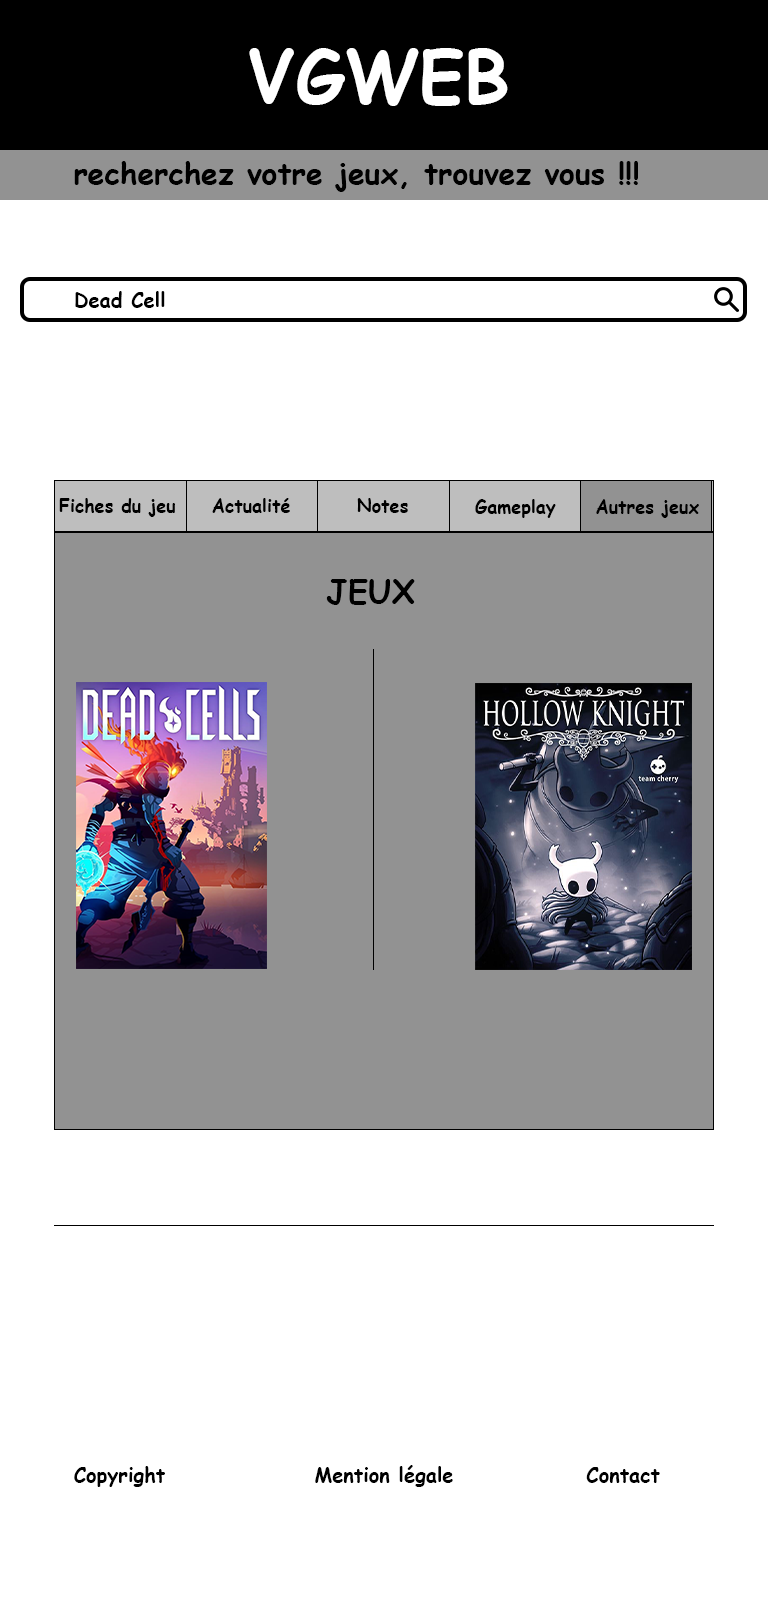 VGWEB
recherchez votre jeux, trouvez vous !!!
Dead Cell
Fiches du jeu
Actualité
Notes
Gameplay
Autres jeux
JEUX
DEAD CELLS
HOLLOW KNIGHT
team cherry
Copyright
Mention légale
Contact